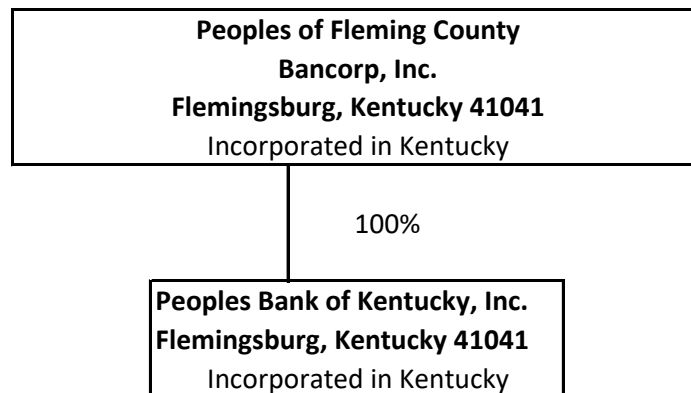 Peoples of Fleming County
Bancorp, Inc.
Flemingsburg, Kentucky 41041
Incorporated in Kentucky
100%
Peoples Bank of Kentucky, Inc.
Flemingsburg, Kentucky 41041
Incorporated in Kentucky